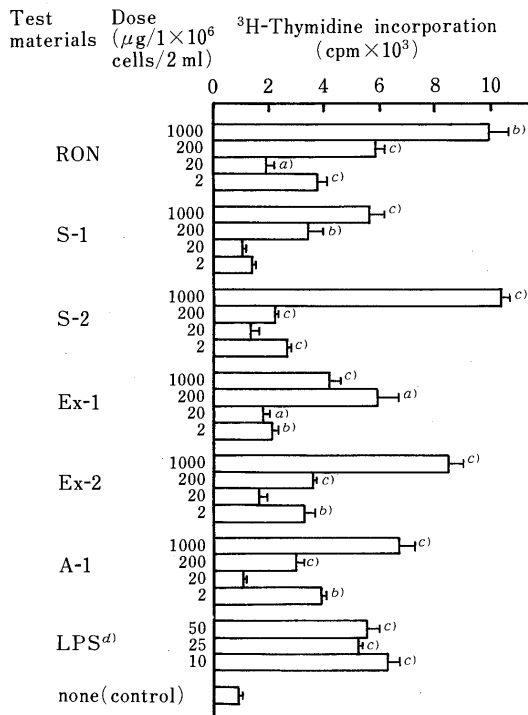 Test materials
Dose (μg/1×10⁶ cells/2 ml)
³H-Thymidine incorporation (cpm×10³)
0 2 4 6 8 10
RON
1000 b)
200 c)
20 a)
2 c)
S-1
1000 c)
200 b)
20
2
S-2
1000 c)
200 c)
20
2 c)
Ex-1
1000 c)
200 a)
20 a)
2 b)
Ex-2
1000 c)
200 c)
20
2 b)
A-1
1000 c)
200 c)
20
2 b)
LPS d)
50 c)
25 c)
10 c)
none(control)